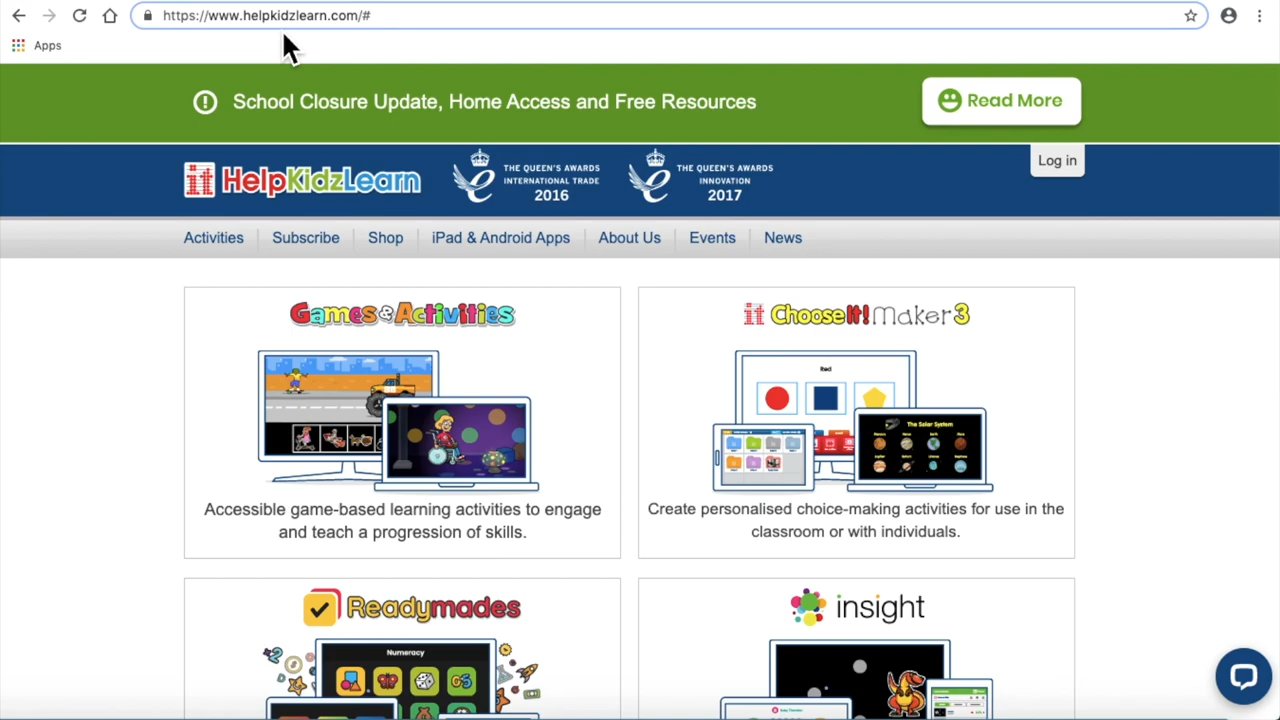 https://www.helpkidzlearn.com/#
Apps
School Closure Update, Home Access and Free Resources
Read More
HelpKidzLearn
THE QUEEN'S AWARDS
INTERNATIONAL TRADE
2016
THE QUEEN'S AWARDS
INNOVATION
2017
Log in
Activities
Subscribe
Shop
iPad & Android Apps
About Us
Events
News
Games & Activities
Accessible game-based learning activities to engage
and teach a progression of skills.
it ChooseIt! Maker 3
Red
The Solar System
Create personalised choice-making activities for use in the
classroom or with individuals.
Readymades
Numeracy
insight